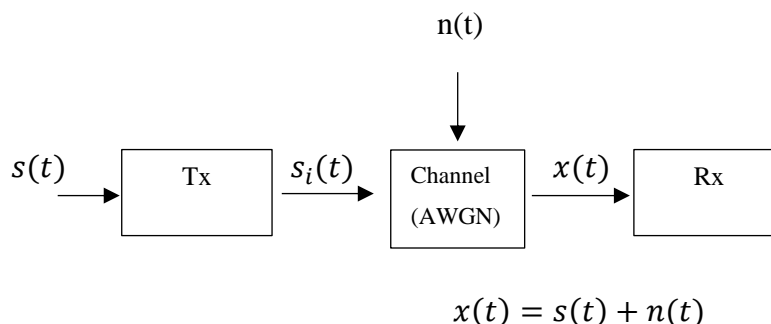 n(t)
s(t)
Tx
s_i(t)
Channel
(AWGN)
x(t)
Rx
x(t) = s(t) + n(t)